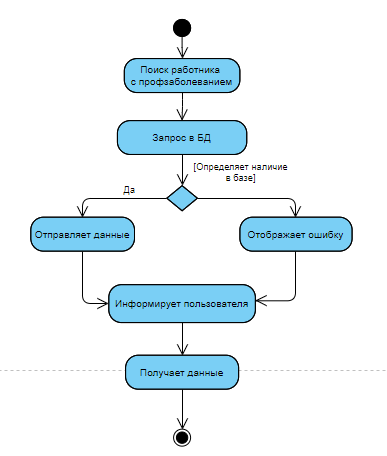 Поиск работника
с профзаболеванием
Запрос в БД
[Определяет наличие
в базе]
Да
Отправляет данные
Отображает ошибку
Информирует пользователя
Получает данные